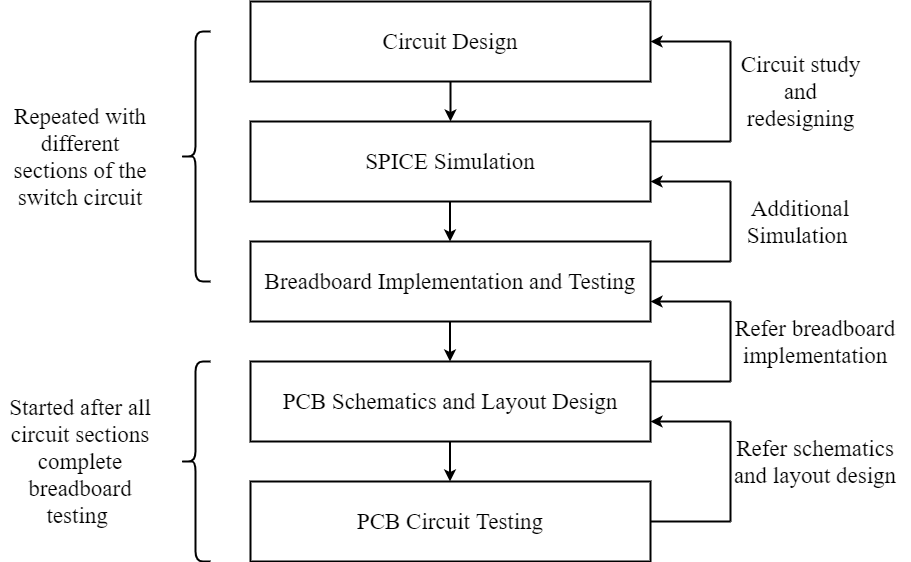 Circuit Design
Circuit study
and
redesigning
Repeated with
different
sections of the
switch circuit
SPICE Simulation
Additional
Simulation
Breadboard Implementation and Testing
Refer breadboard
implementation
PCB Schematics and Layout Design
Started after all
circuit sections
complete
breadboard
testing
Refer schematics
and layout design
PCB Circuit Testing